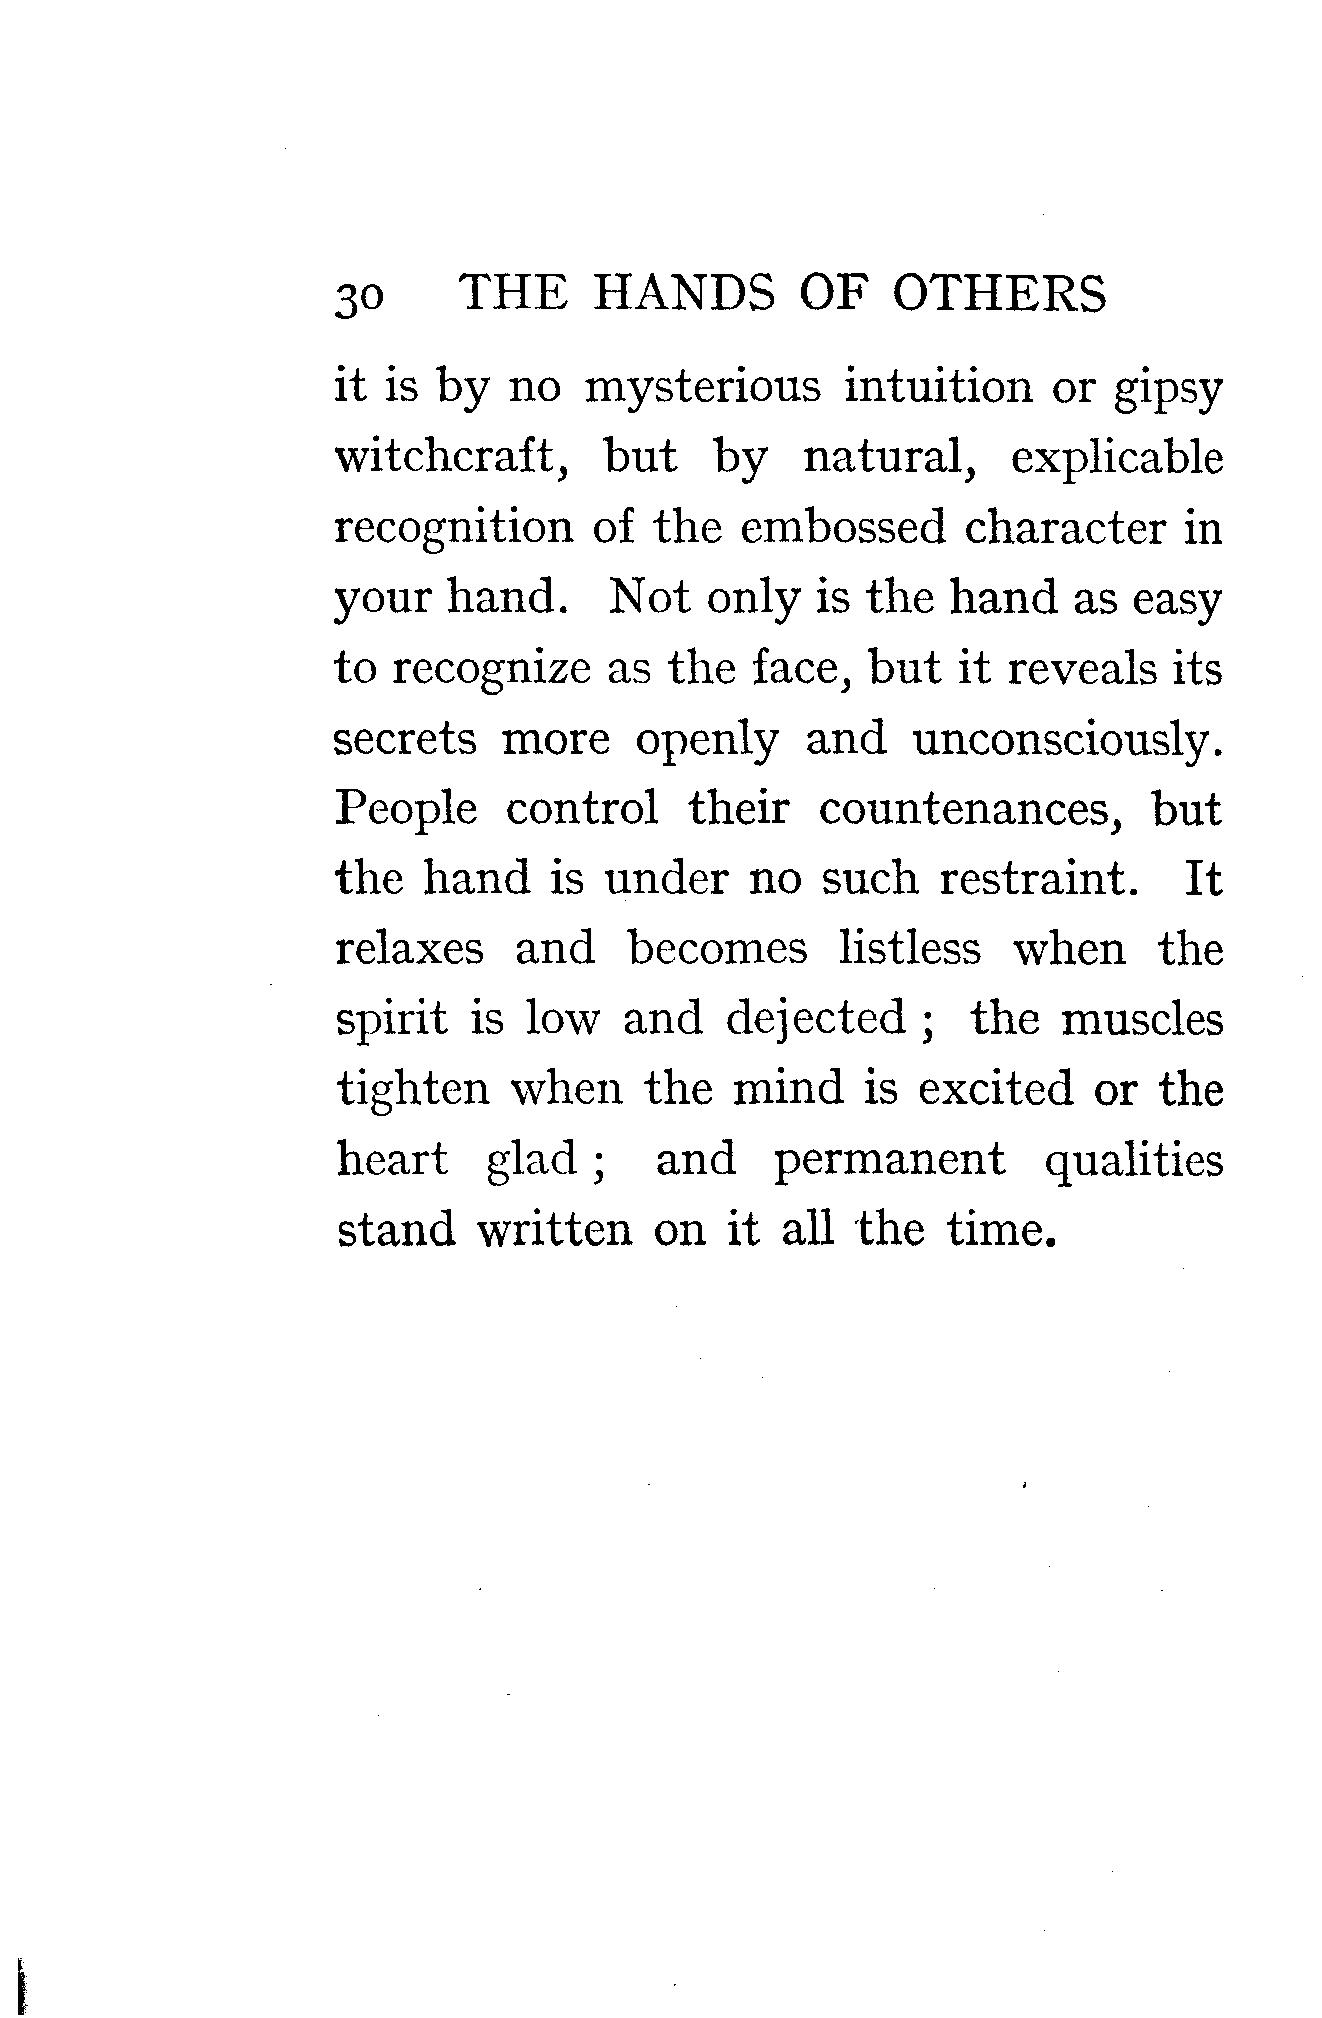 30 THE HANDS OF OTHERS
it is by no mysterious intuition or gipsy
witchcraft, but by natural, explicable
recognition of the embossed character in
your hand. Not only is the hand as easy
to recognize as the face, but it reveals its
secrets more openly and unconsciously.
People control their countenances, but
the hand is under no such restraint. It
relaxes and becomes listless when the
spirit is low and dejected ; the muscles
tighten when the mind is excited or the
heart glad ; and permanent qualities
stand written on it all the time.